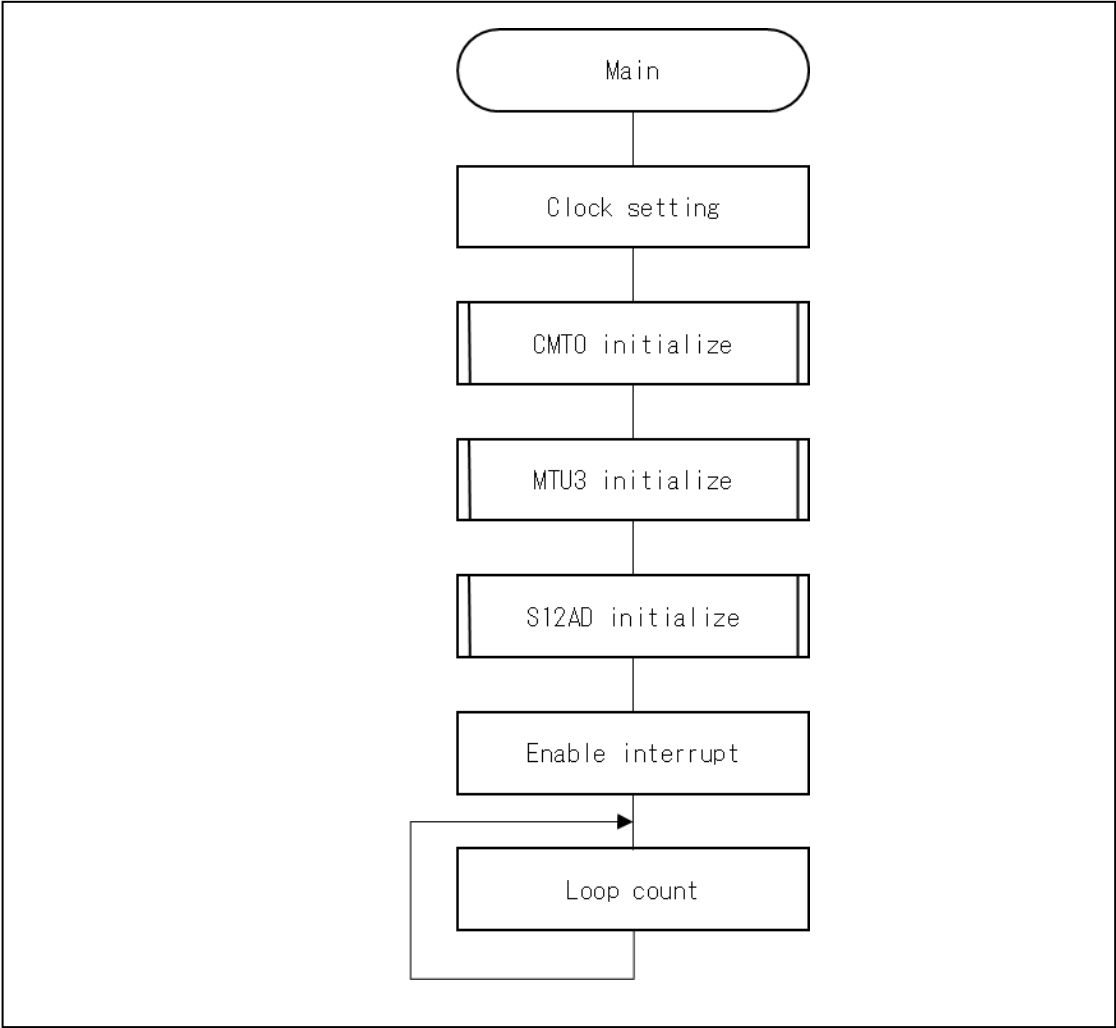 Main
Clock setting
CMT0 initialize
MTU3 initialize
S12AD initialize
Enable interrupt
Loop count